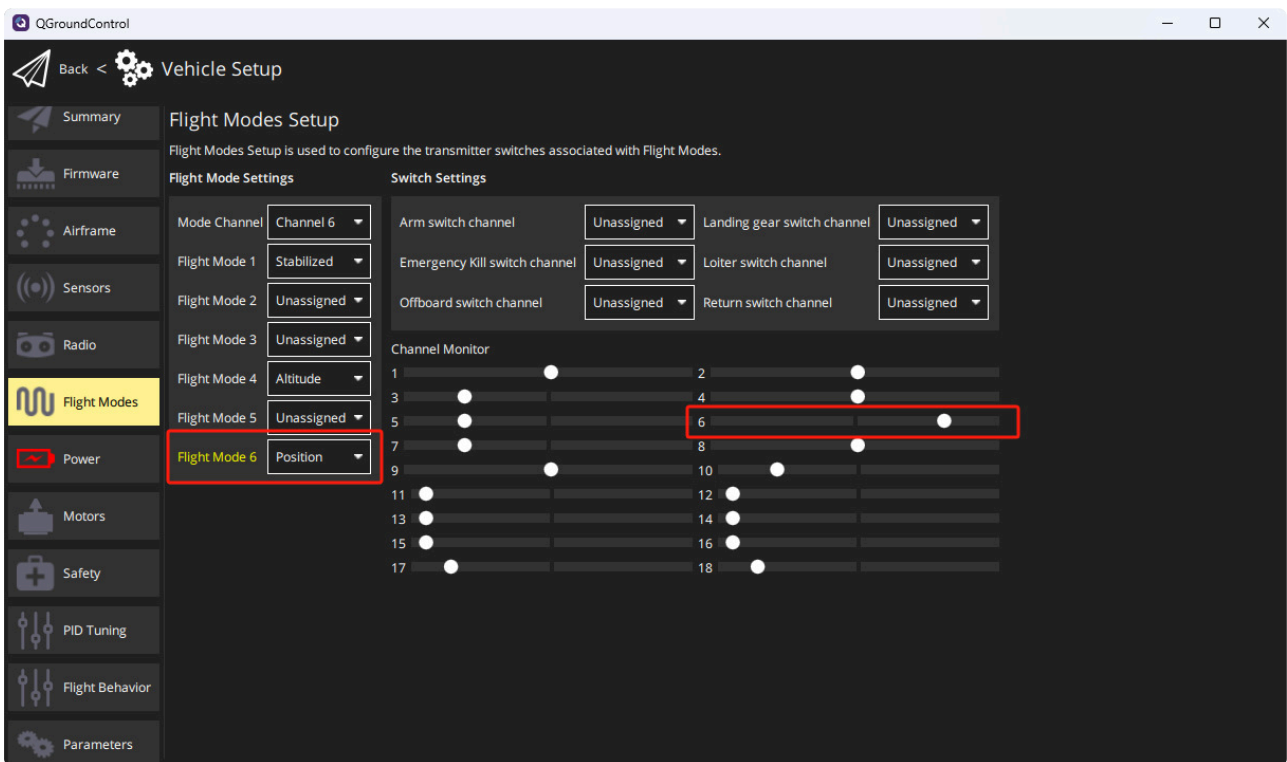 QGroundControl
Back < Vehicle Setup
Summary
Firmware
Airframe
Sensors
Radio
Flight Modes
Power
Motors
Safety
PID Tuning
Flight Behavior
Parameters
Flight Modes Setup
Flight Modes Setup is used to configure the transmitter switches associated with Flight Modes.
Flight Mode Settings
Mode Channel Channel 6
Flight Mode 1 Stabilized
Flight Mode 2 Unassigned
Flight Mode 3 Unassigned
Flight Mode 4 Altitude
Flight Mode 5 Unassigned
Flight Mode 6 Position
Switch Settings
Arm switch channel Unassigned Landing gear switch channel Unassigned
Emergency Kill switch channel Unassigned Loiter switch channel Unassigned
Offboard switch channel Unassigned Return switch channel Unassigned
Channel Monitor
1 2
3 4
5 6
7 8
9 10
11 12
13 14
15 16
17 18